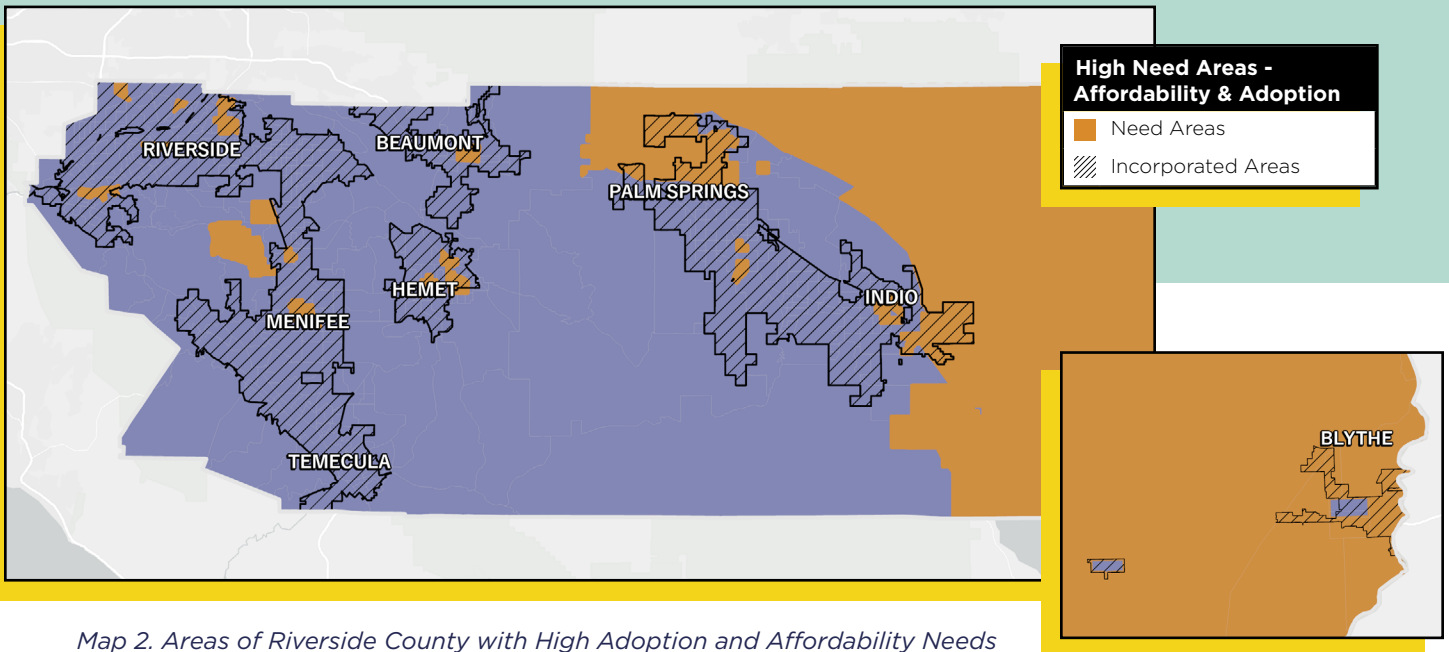 High Need Areas -
Affordability & Adoption
Need Areas
Incorporated Areas
RIVERSIDE
BEAUMONT
PALM SPRINGS
HEMET
INDIO
MENIFEE
TEMECULA
BLYTHE
Map 2. Areas of Riverside County with High Adoption and Affordability Needs